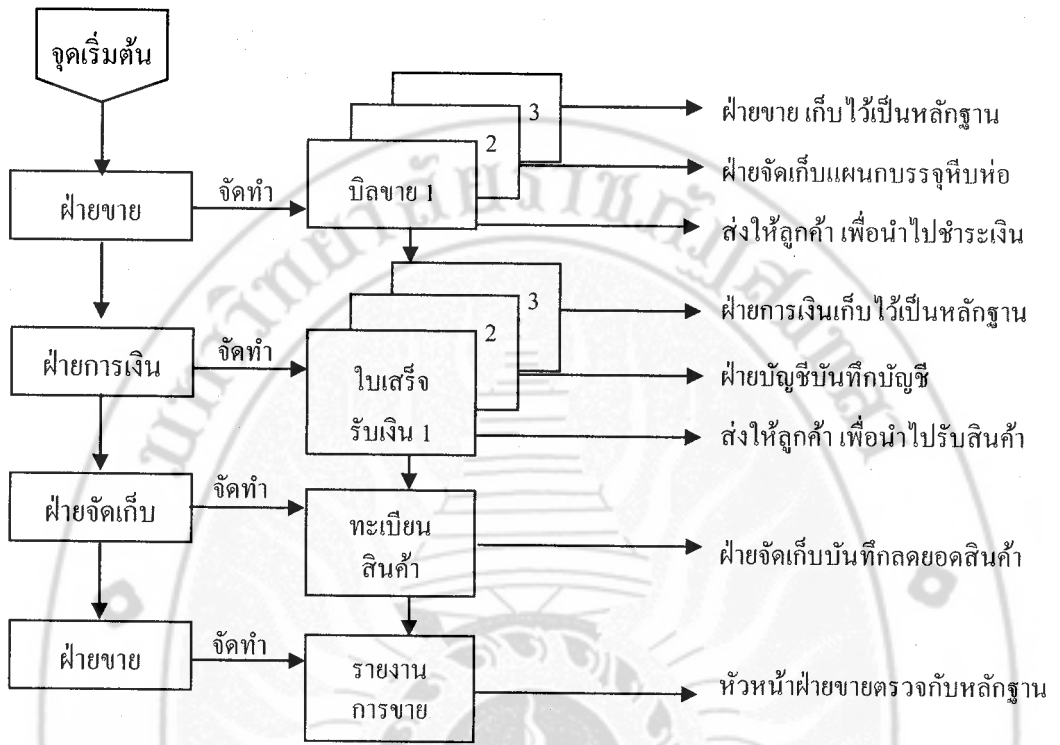 จุดเริ่มต้น
3
ฝ่ายขาย เก็บไว้เป็นหลักฐาน
2
ฝ่ายจัดเก็บแผนกบรรจุหีบห่อ
ฝ่ายขาย
จัดทำ
บิลขาย 1
ส่งให้ลูกค้า เพื่อนำไปชำระเงิน
3
ฝ่ายการเงินเก็บไว้เป็นหลักฐาน
2
ฝ่ายการเงิน
จัดทำ
ใบเสร็จ
รับเงิน 1
ฝ่ายบัญชีบันทึกบัญชี
ส่งให้ลูกค้า เพื่อนำไปรับสินค้า
ฝ่ายจัดเก็บ
จัดทำ
ทะเบียน
สินค้า
ฝ่ายจัดเก็บบันทึกลดยอดสินค้า
ฝ่ายขาย
จัดทำ
รายงาน
การขาย
หัวหน้าฝ่ายขายตรวจกับหลักฐาน